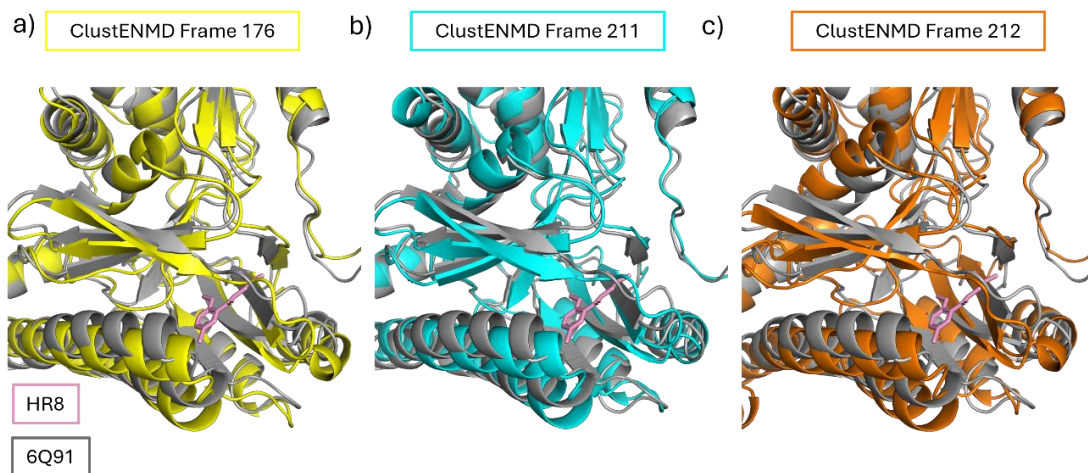 a) ClustENMD Frame 176
b) ClustENMD Frame 211
c) ClustENMD Frame 212
HR8
6Q91